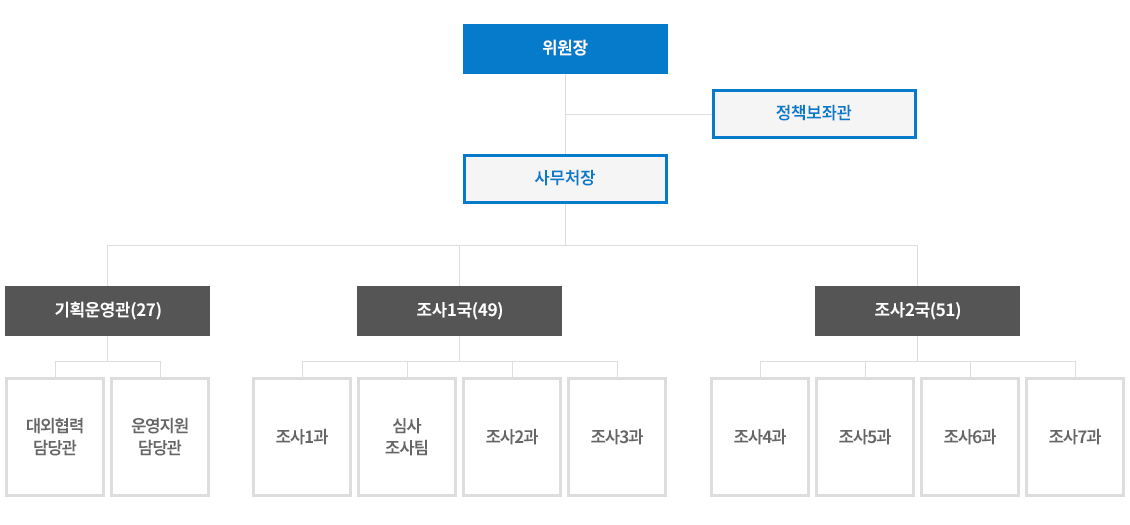 위원장
정책보좌관
사무처장
기획운영관(27)
조사1국(49)
조사2국(51)
대외협력
담당관
운영지원
담당관
조사1과
심사
조사팀
조사2과
조사3과
조사4과
조사5과
조사6과
조사7과